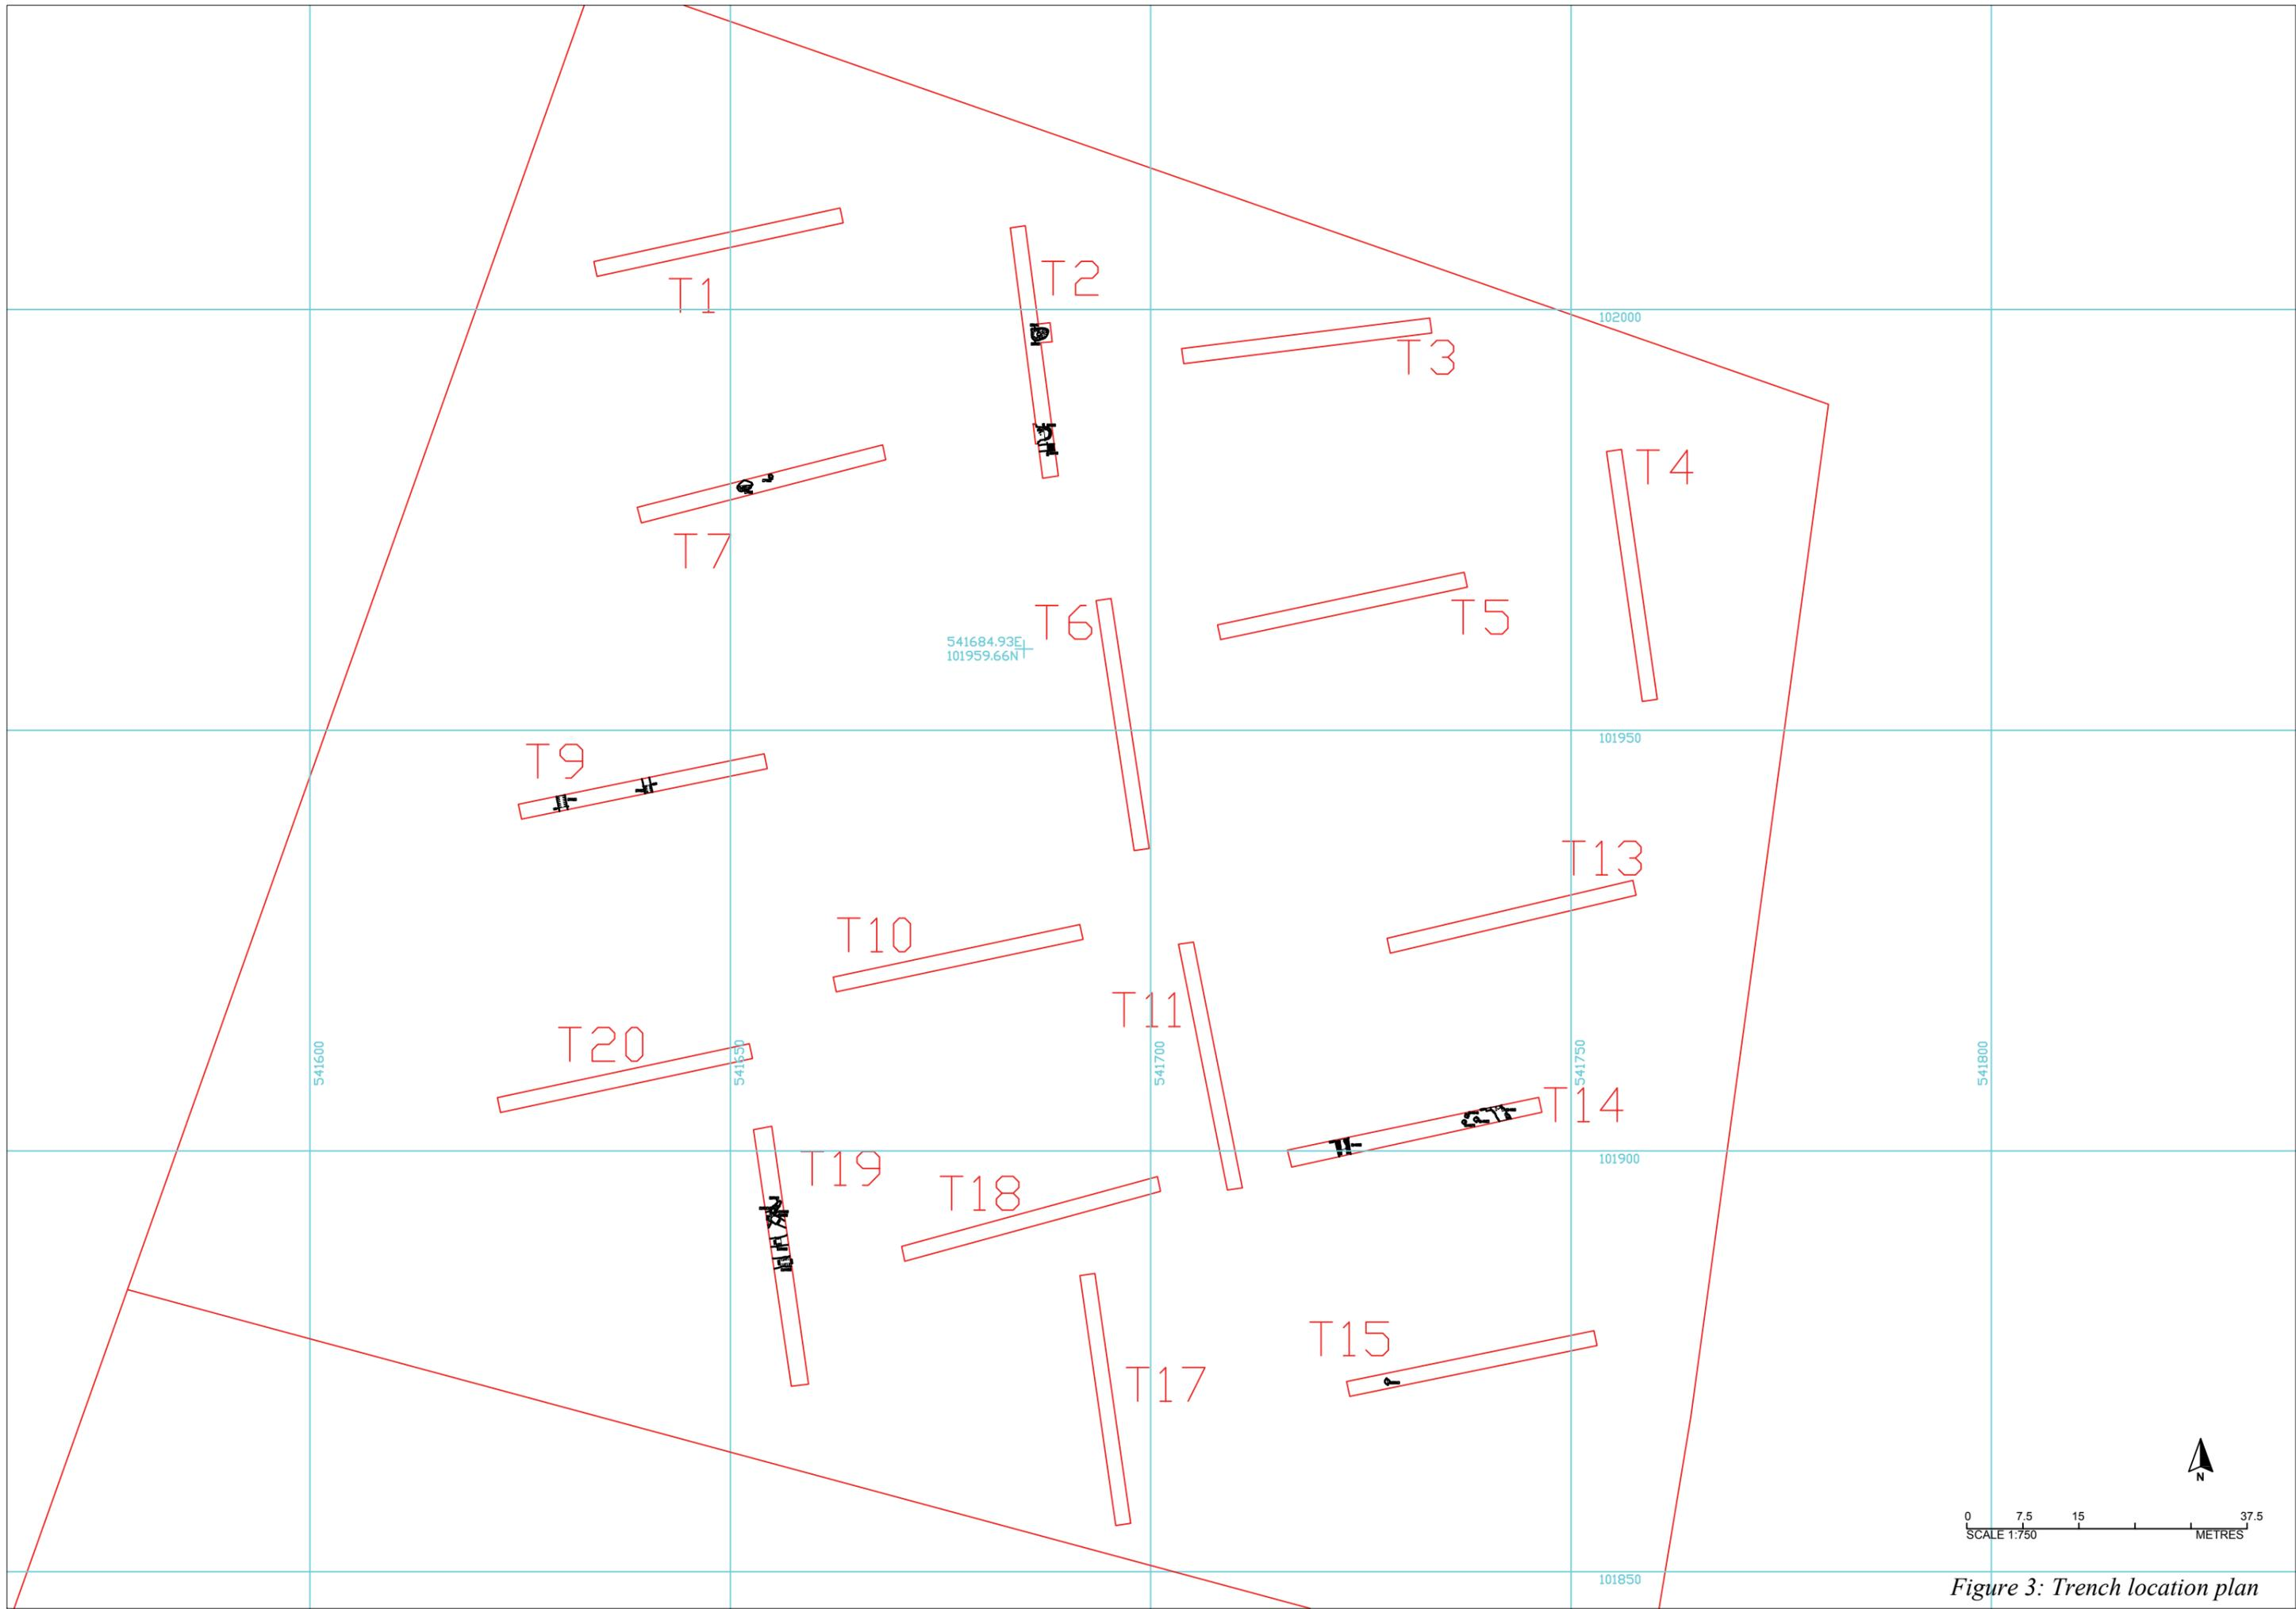 T1
T2
102000
T3
T4
T7
T5
T6
541684.93E
101959.66N
101950
T9
T13
T10
T11
T20
541600
541650
541700
541750
541800
T14
101900
T19
T18
T15
T17
N
0 7.5 15 37.5
SCALE 1:750 METRES
101850
Figure 3: Trench location plan